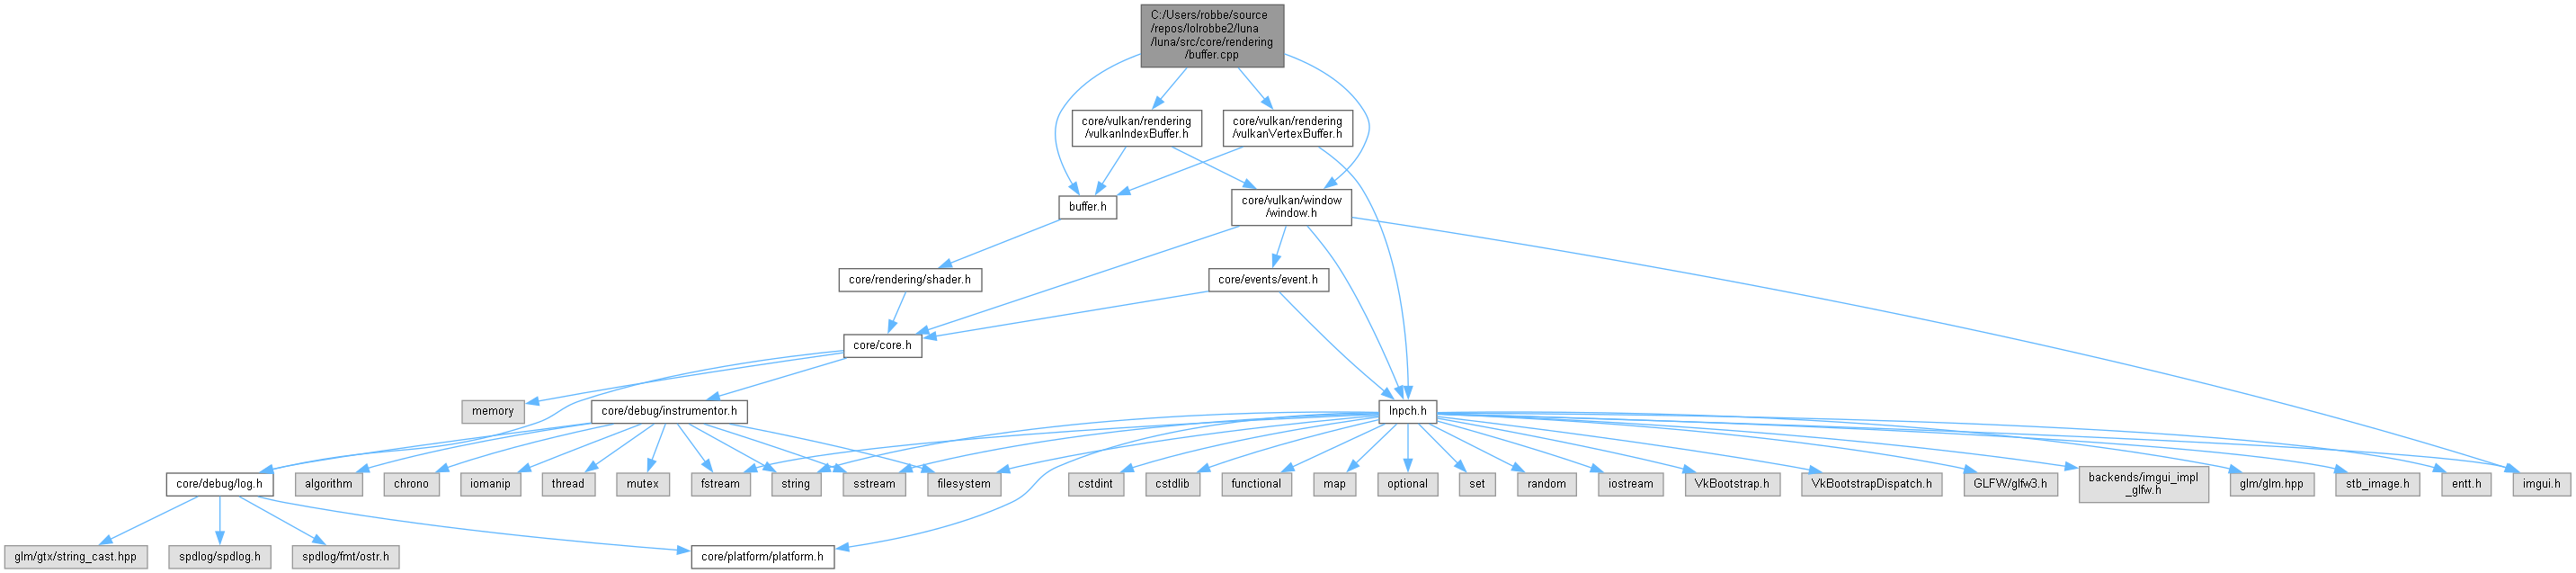 C:/Users/robbe/source
/repos/lolrobbe2/luna
/luna/src/core/rendering
/buffer.cpp
core/vulkan/rendering
/vulkanIndexBuffer.h
core/vulkan/rendering
/vulkanVertexBuffer.h
buffer.h
core/vulkan/window
/window.h
core/rendering/shader.h
core/events/event.h
core/core.h
memory
core/debug/instrumentor.h
lnpch.h
core/debug/log.h
algorithm
chrono
iomanip
thread
mutex
fstream
string
sstream
filesystem
cstdint
cstdlib
functional
map
optional
set
random
iostream
VkBootstrap.h
VkBootstrapDispatch.h
GLFW/glfw3.h
backends/imgui_impl
_glfw.h
glm/glm.hpp
stb_image.h
entt.h
imgui.h
glm/gtx/string_cast.hpp
spdlog/spdlog.h
spdlog/fmt/ostr.h
core/platform/platform.h